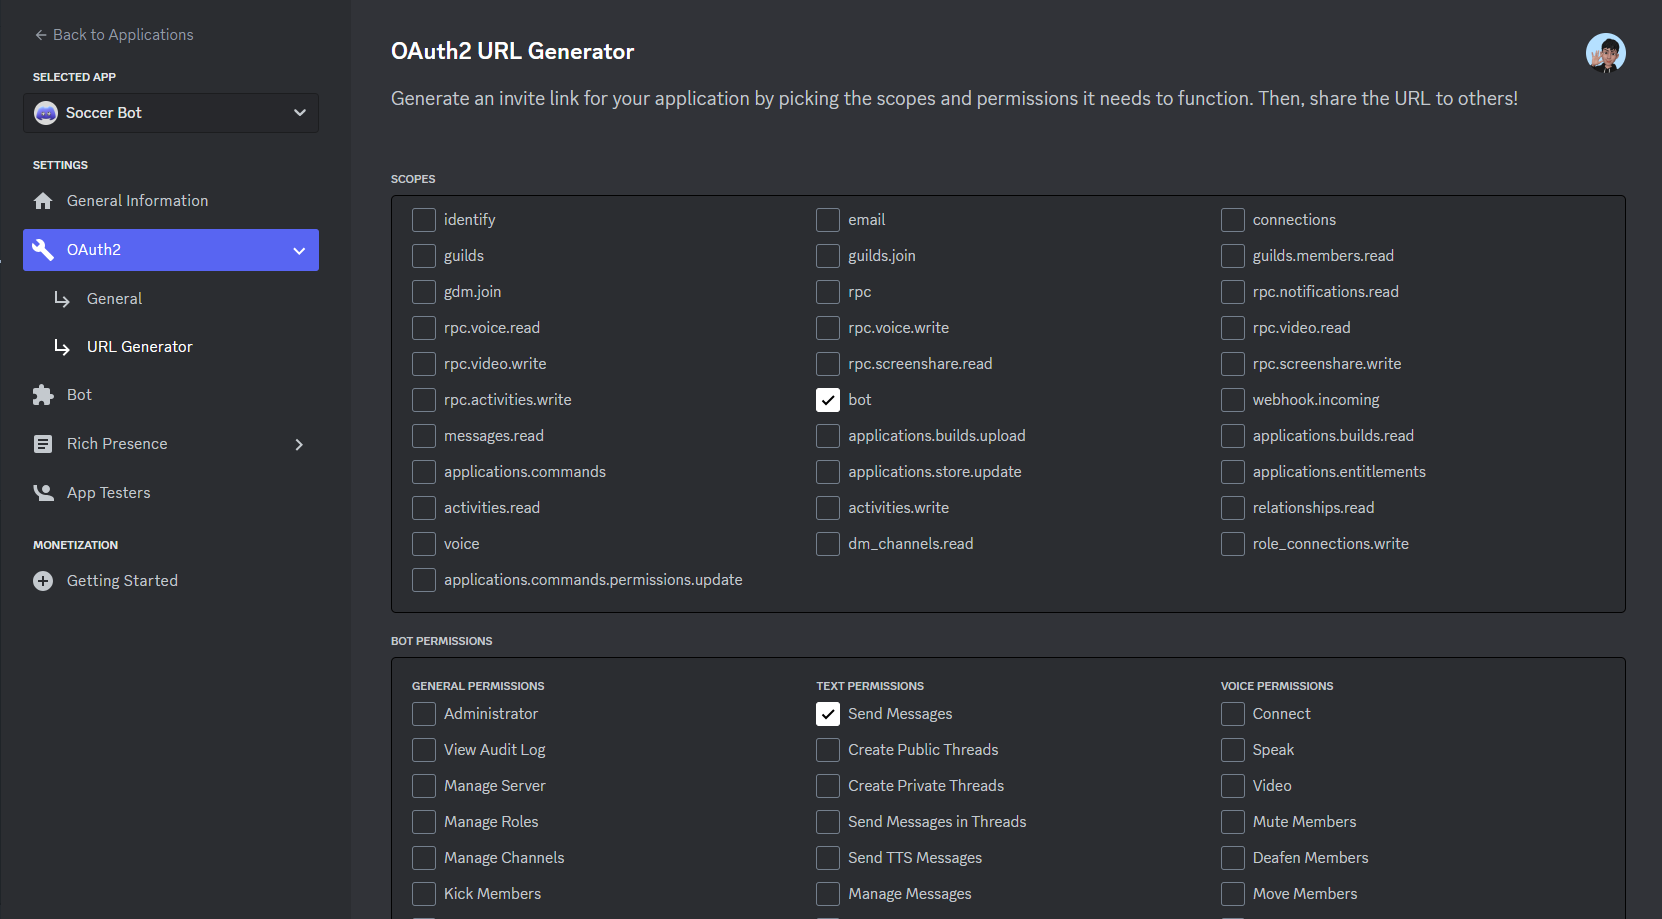 Back to Applications
SELECTED APP
Soccer Bot
SETTINGS
General Information
OAuth2
General
URL Generator
Bot
Rich Presence
App Testers
MONETIZATION
Getting Started
OAuth2 URL Generator
Generate an invite link for your application by picking the scopes and permissions it needs to function. Then, share the URL to others!
SCOPES
identify email connections
guilds guilds.join guilds.members.read
gdm.join rpc rpc.notifications.read
rpc.voice.read rpc.voice.write rpc.video.read
rpc.video.write rpc.screenshare.read rpc.screenshare.write
rpc.activities.write bot webhook.incoming
messages.read applications.builds.upload applications.builds.read
applications.commands applications.store.update applications.entitlements
activities.read activities.write relationships.read
voice dm_channels.read role_connections.write
applications.commands.permissions.update
BOT PERMISSIONS
GENERAL PERMISSIONS TEXT PERMISSIONS VOICE PERMISSIONS
Administrator Send Messages Connect
View Audit Log Create Public Threads Speak
Manage Server Create Private Threads Video
Manage Roles Send Messages in Threads Mute Members
Manage Channels Send TTS Messages Deafen Members
Kick Members Manage Messages Move Members